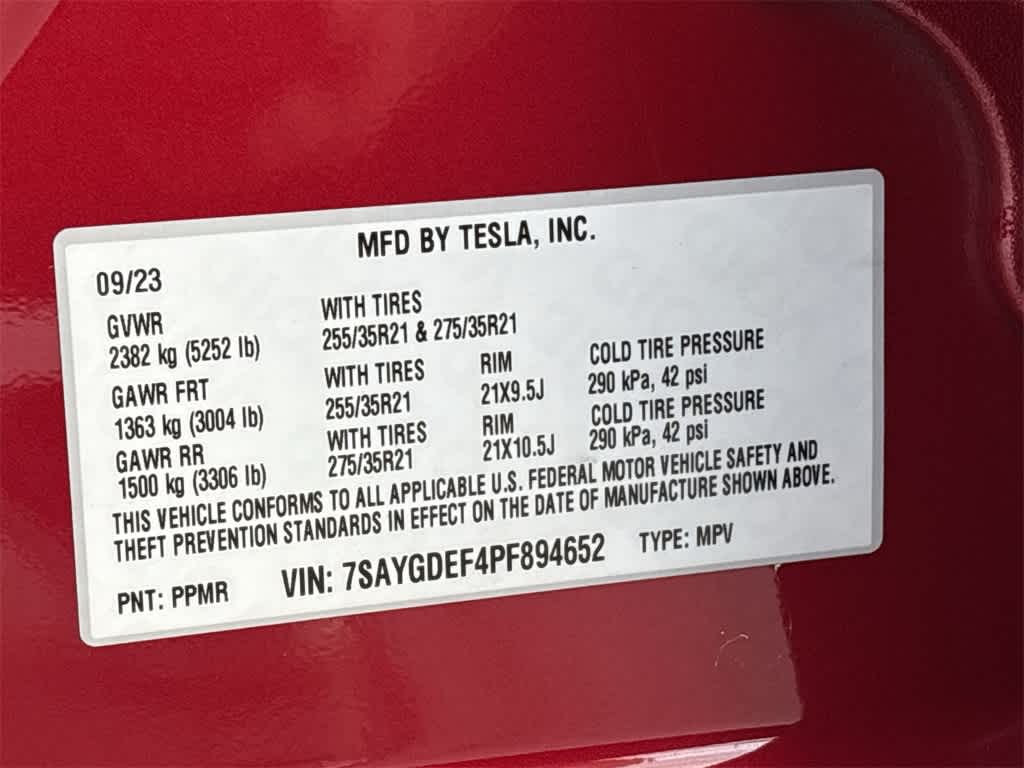 MFD BY TESLA, INC.
09/23
GVWR WITH TIRES
2382 kg (5252 lb) 255/35R21 & 275/35R21
GAWR FRT WITH TIRES RIM COLD TIRE PRESSURE
1363 kg (3004 lb) 255/35R21 21X9.5J 290 kPa, 42 psi
GAWR RR WITH TIRES RIM COLD TIRE PRESSURE
1500 kg (3306 lb) 275/35R21 21X10.5J 290 kPa, 42 psi
THIS VEHICLE CONFORMS TO ALL APPLICABLE U.S. FEDERAL MOTOR VEHICLE SAFETY AND
THEFT PREVENTION STANDARDS IN EFFECT ON THE DATE OF MANUFACTURE SHOWN ABOVE.
PNT: PPMR VIN: 7SAYGDEF4PF894652 TYPE: MPV